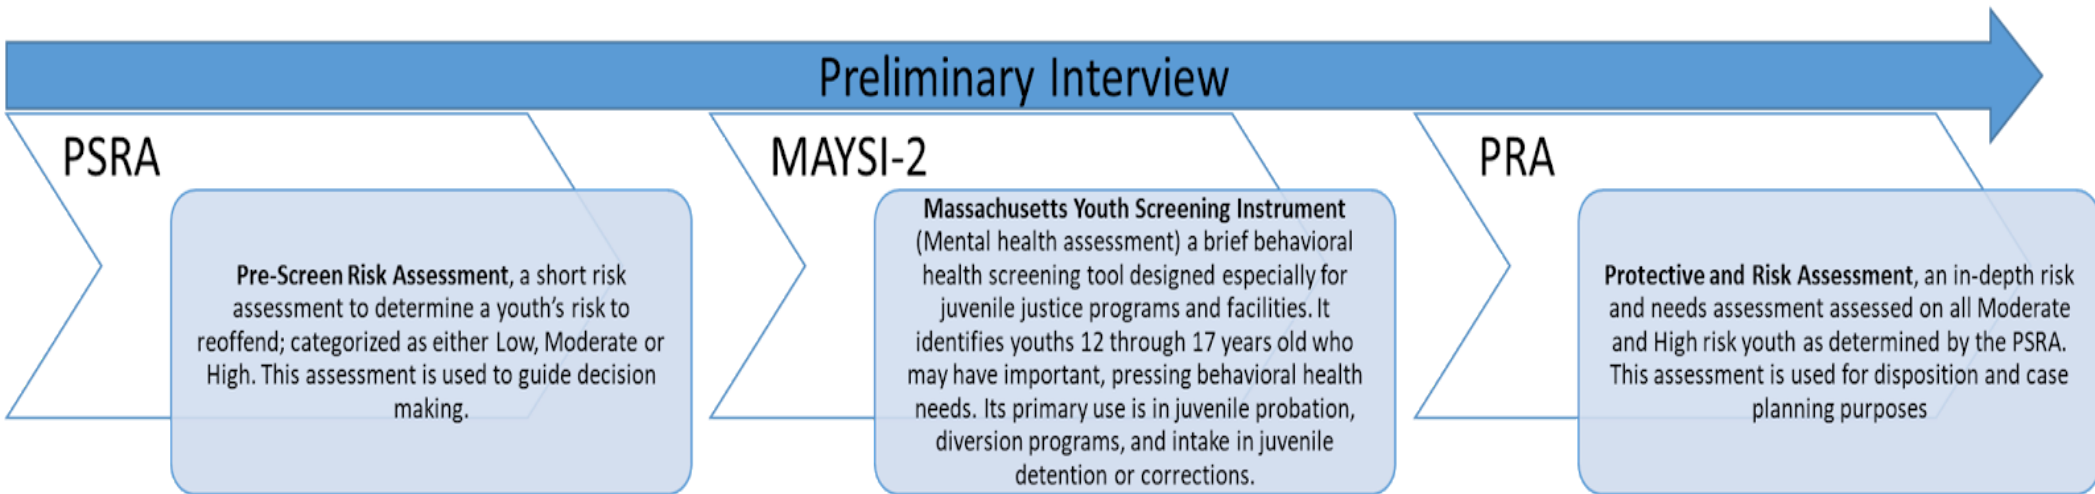 Preliminary Interview
PSRA
Pre-Screen Risk Assessment, a short risk
assessment to determine a youth's risk to
reoffend; categorized as either Low, Moderate or
High. This assessment is used to guide decision
making.
MAYSI-2
Massachusetts Youth Screening Instrument
(Mental health assessment) a brief behavioral
health screening tool designed especially for
juvenile justice programs and facilities. It
identifies youths 12 through 17 years old who
may have important, pressing behavioral health
needs. Its primary use is in juvenile probation,
diversion programs, and intake in juvenile
detention or corrections.
PRA
Protective and Risk Assessment, an in-depth risk
and needs assessment assessed on all Moderate
and High risk youth as determined by the PSRA.
This assessment is used for disposition and case
planning purposes